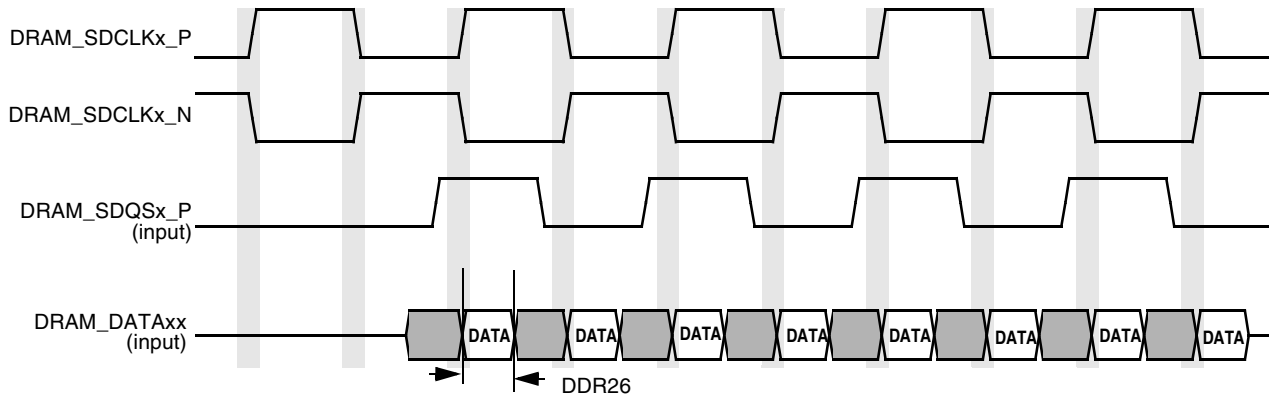 DRAM_SDCLKx_P
DRAM_SDCLKx_N
DRAM_SDQSx_P
(input)
DRAM_DATAxx
(input)
DATA DATA DATA DATA DATA DATA DATA DATA
DDR26